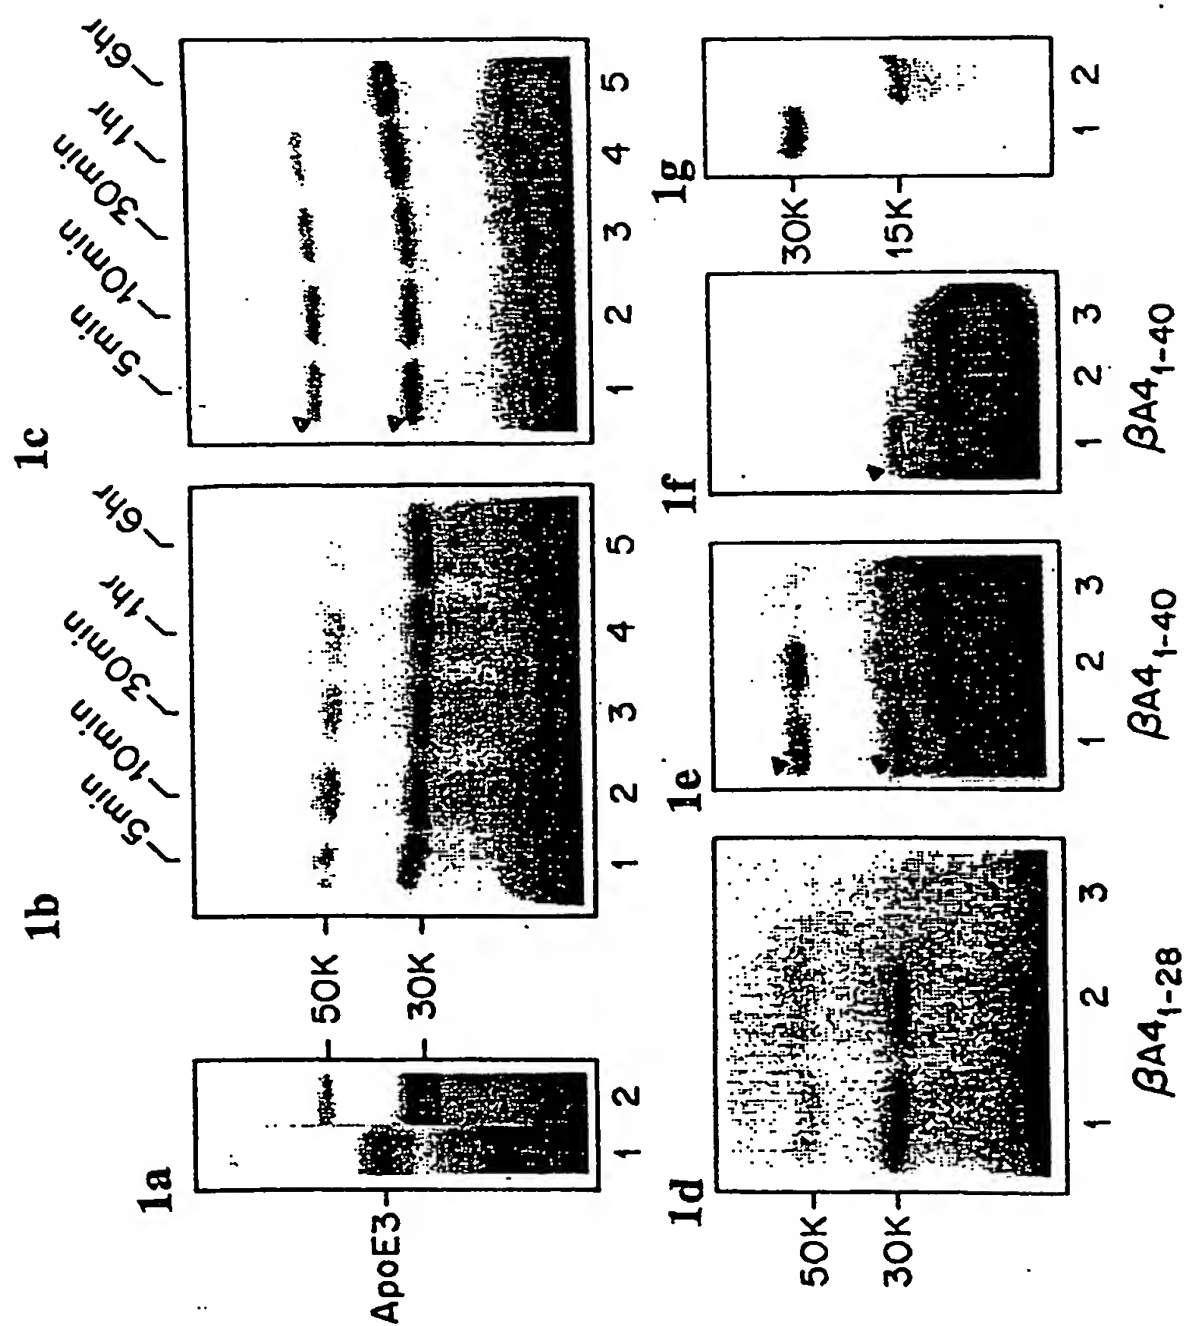 1a
ApoE3
1 2
50K
30K
1b
5min 10min 30min 1hr 6hr
1 2 3 4 5
1c
5min 10min 30min 1hr 6hr
1 2 3 4 5
1d
50K
30K
1 2 3
βA4₁₋₂₈
1e
1 2 3
βA4₁₋₄₀
1f
1 2 3
βA4₁₋₄₀
1g
30K
15K
1 2